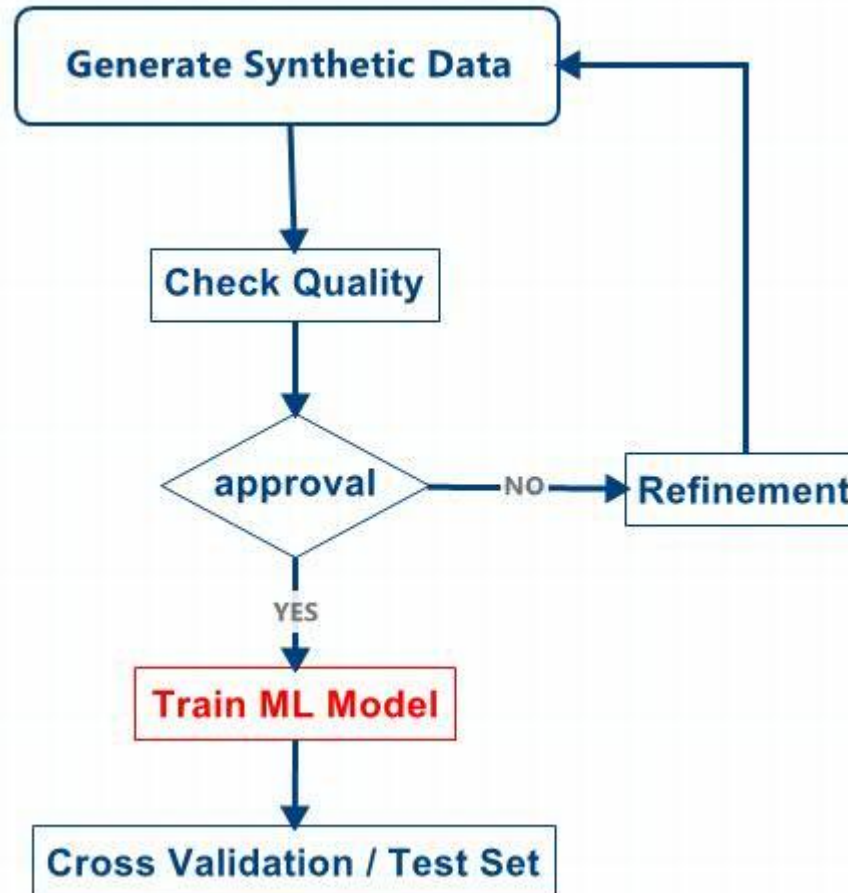 Generate Synthetic Data
Check Quality
approval
NO
Refinement
YES
Train ML Model
Cross Validation / Test Set